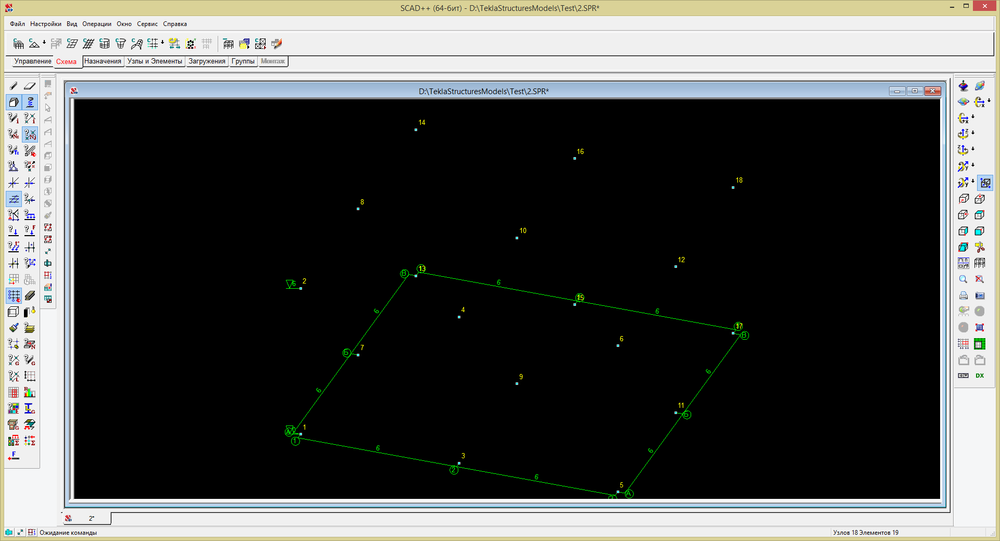 SCAD++ (64-бит) - D:\TeklaStructuresModels\Test\2.SPR*
Файл Настройки Вид Операции Окно Сервис Справка
Управление Схема Назначения Узлы и Элементы Загружения Группы Монтаж
D:\TeklaStructuresModels\Test\2.SPR*
14
16
18
8
10
12
В 13
6
6 2
15
6
6
4
17
В
6
7
Б
6
9
6
11
Б
А 0 1
1
6
3
2
6
6
5
А
3
2*
Ожидание команды
Узлов 18 Элементов 19
DX